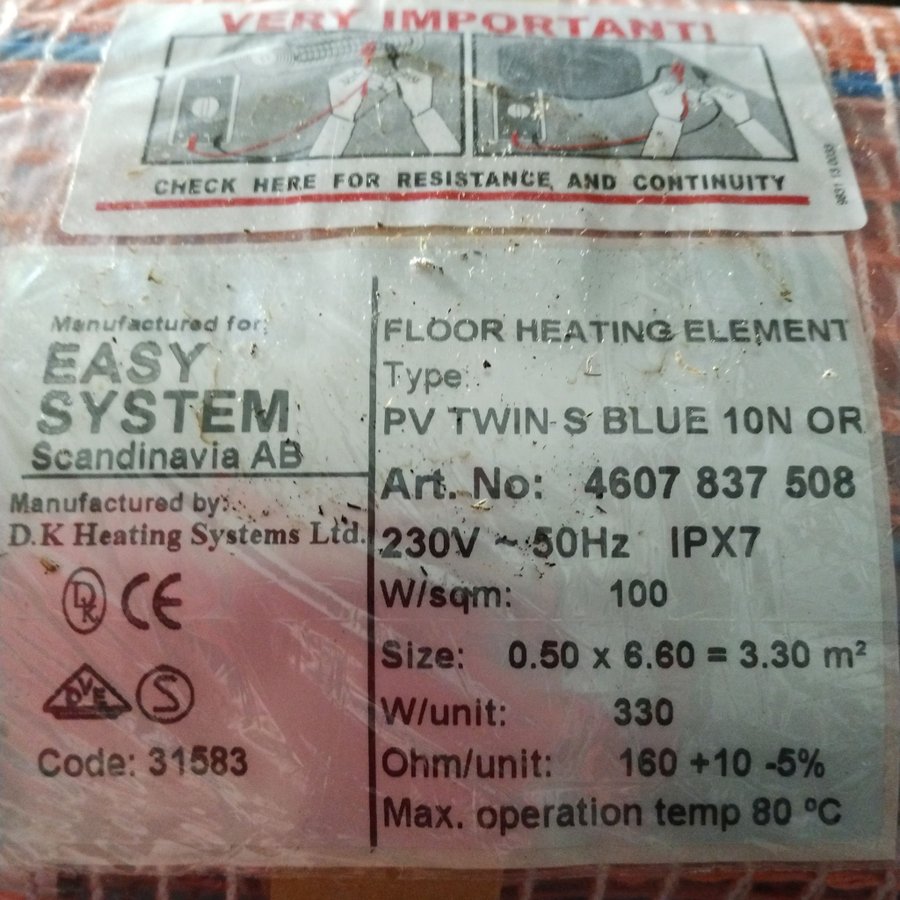 VERY IMPORTANT!
CHECK HERE FOR RESISTANCE AND CONTINUITY
Manufactured for:
EASY
SYSTEM
Scandinavia AB
Manufactured by:
D.K Heating Systems Ltd.
DK CE
DVE S
Code: 31583
FLOOR HEATING ELEMENT
Type:
PV TWIN-S BLUE 10N OR
Art. No: 4607 837 508
230V ~ 50Hz IPX7
W/sqm: 100
Size: 0.50 x 6.60 = 3.30 m²
W/unit: 330
Ohm/unit: 160 +10 -5%
Max. operation temp 80 ºC